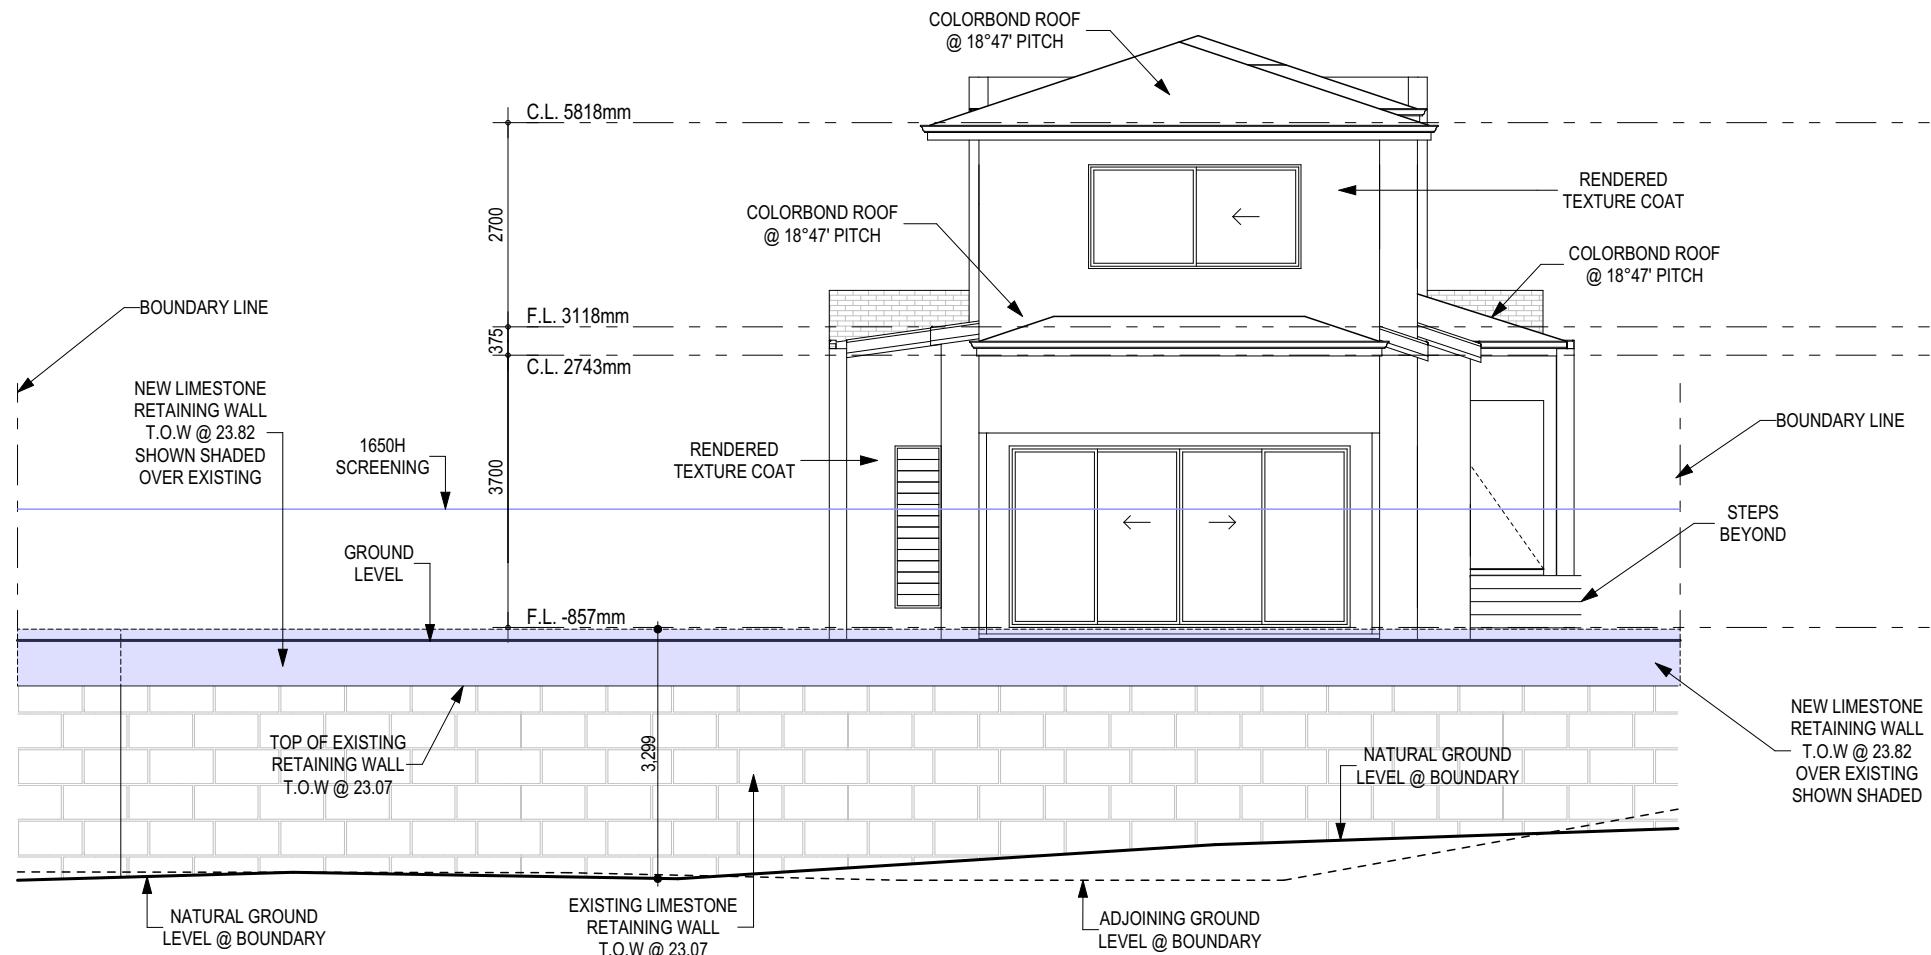 COLORBOND ROOF
@ 18°47' PITCH
C.L. 5818mm
2700
RENDERED
TEXTURE COAT
COLORBOND ROOF
@ 18°47' PITCH
COLORBOND ROOF
@ 18°47' PITCH
BOUNDARY LINE
F.L. 3118mm
375
C.L. 2743mm
NEW LIMESTONE
RETAINING WALL
T.O.W @ 23.82
SHOWN SHADED
OVER EXISTING
1650H
SCREENING
3700
RENDERED
TEXTURE COAT
BOUNDARY LINE
STEPS
BEYOND
GROUND
LEVEL
F.L. -857mm
TOP OF EXISTING
RETAINING WALL
T.O.W @ 23.07
3,299
NATURAL GROUND
LEVEL @ BOUNDARY
NEW LIMESTONE
RETAINING WALL
T.O.W @ 23.82
OVER EXISTING
SHOWN SHADED
NATURAL GROUND
LEVEL @ BOUNDARY
EXISTING LIMESTONE
RETAINING WALL
T.O.W @ 23.07
ADJOINING GROUND
LEVEL @ BOUNDARY